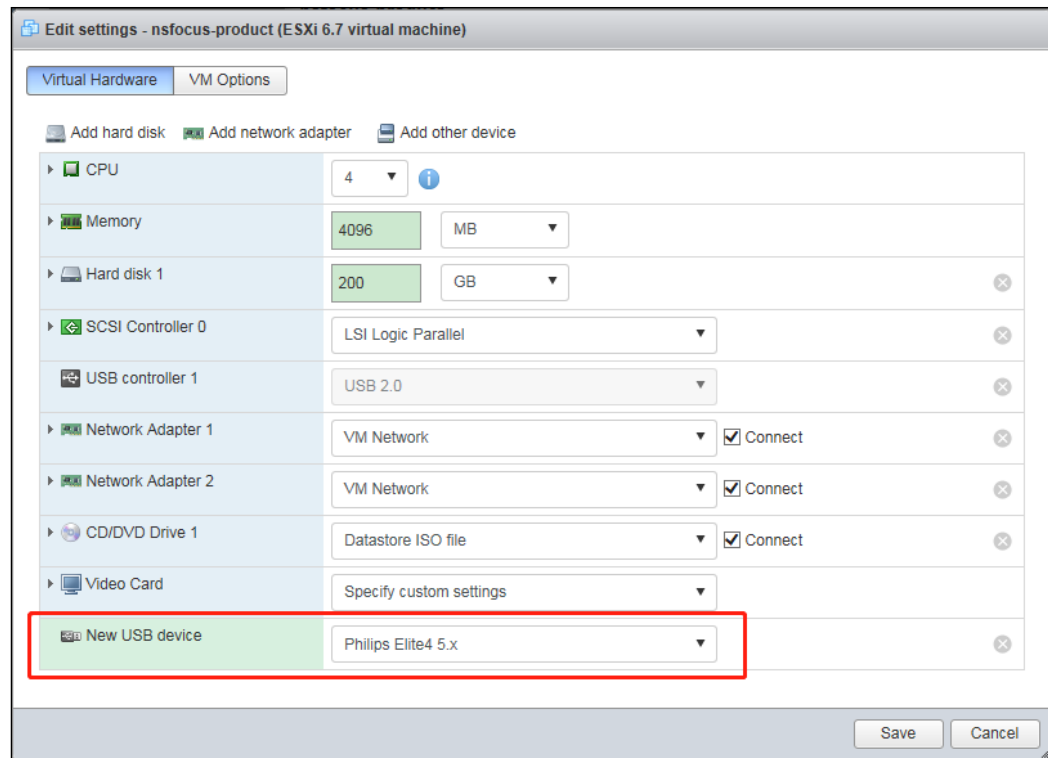 Edit settings - nsfocus-product (ESXi 6.7 virtual machine)
Virtual Hardware VM Options
Add hard disk Add network adapter Add other device
CPU 4
Memory 4096 MB
Hard disk 1 200 GB
SCSI Controller 0 LSI Logic Parallel
USB controller 1 USB 2.0
Network Adapter 1 VM Network Connect
Network Adapter 2 VM Network Connect
CD/DVD Drive 1 Datastore ISO file Connect
Video Card Specify custom settings
New USB device Philips Elite4 5.x
Save Cancel